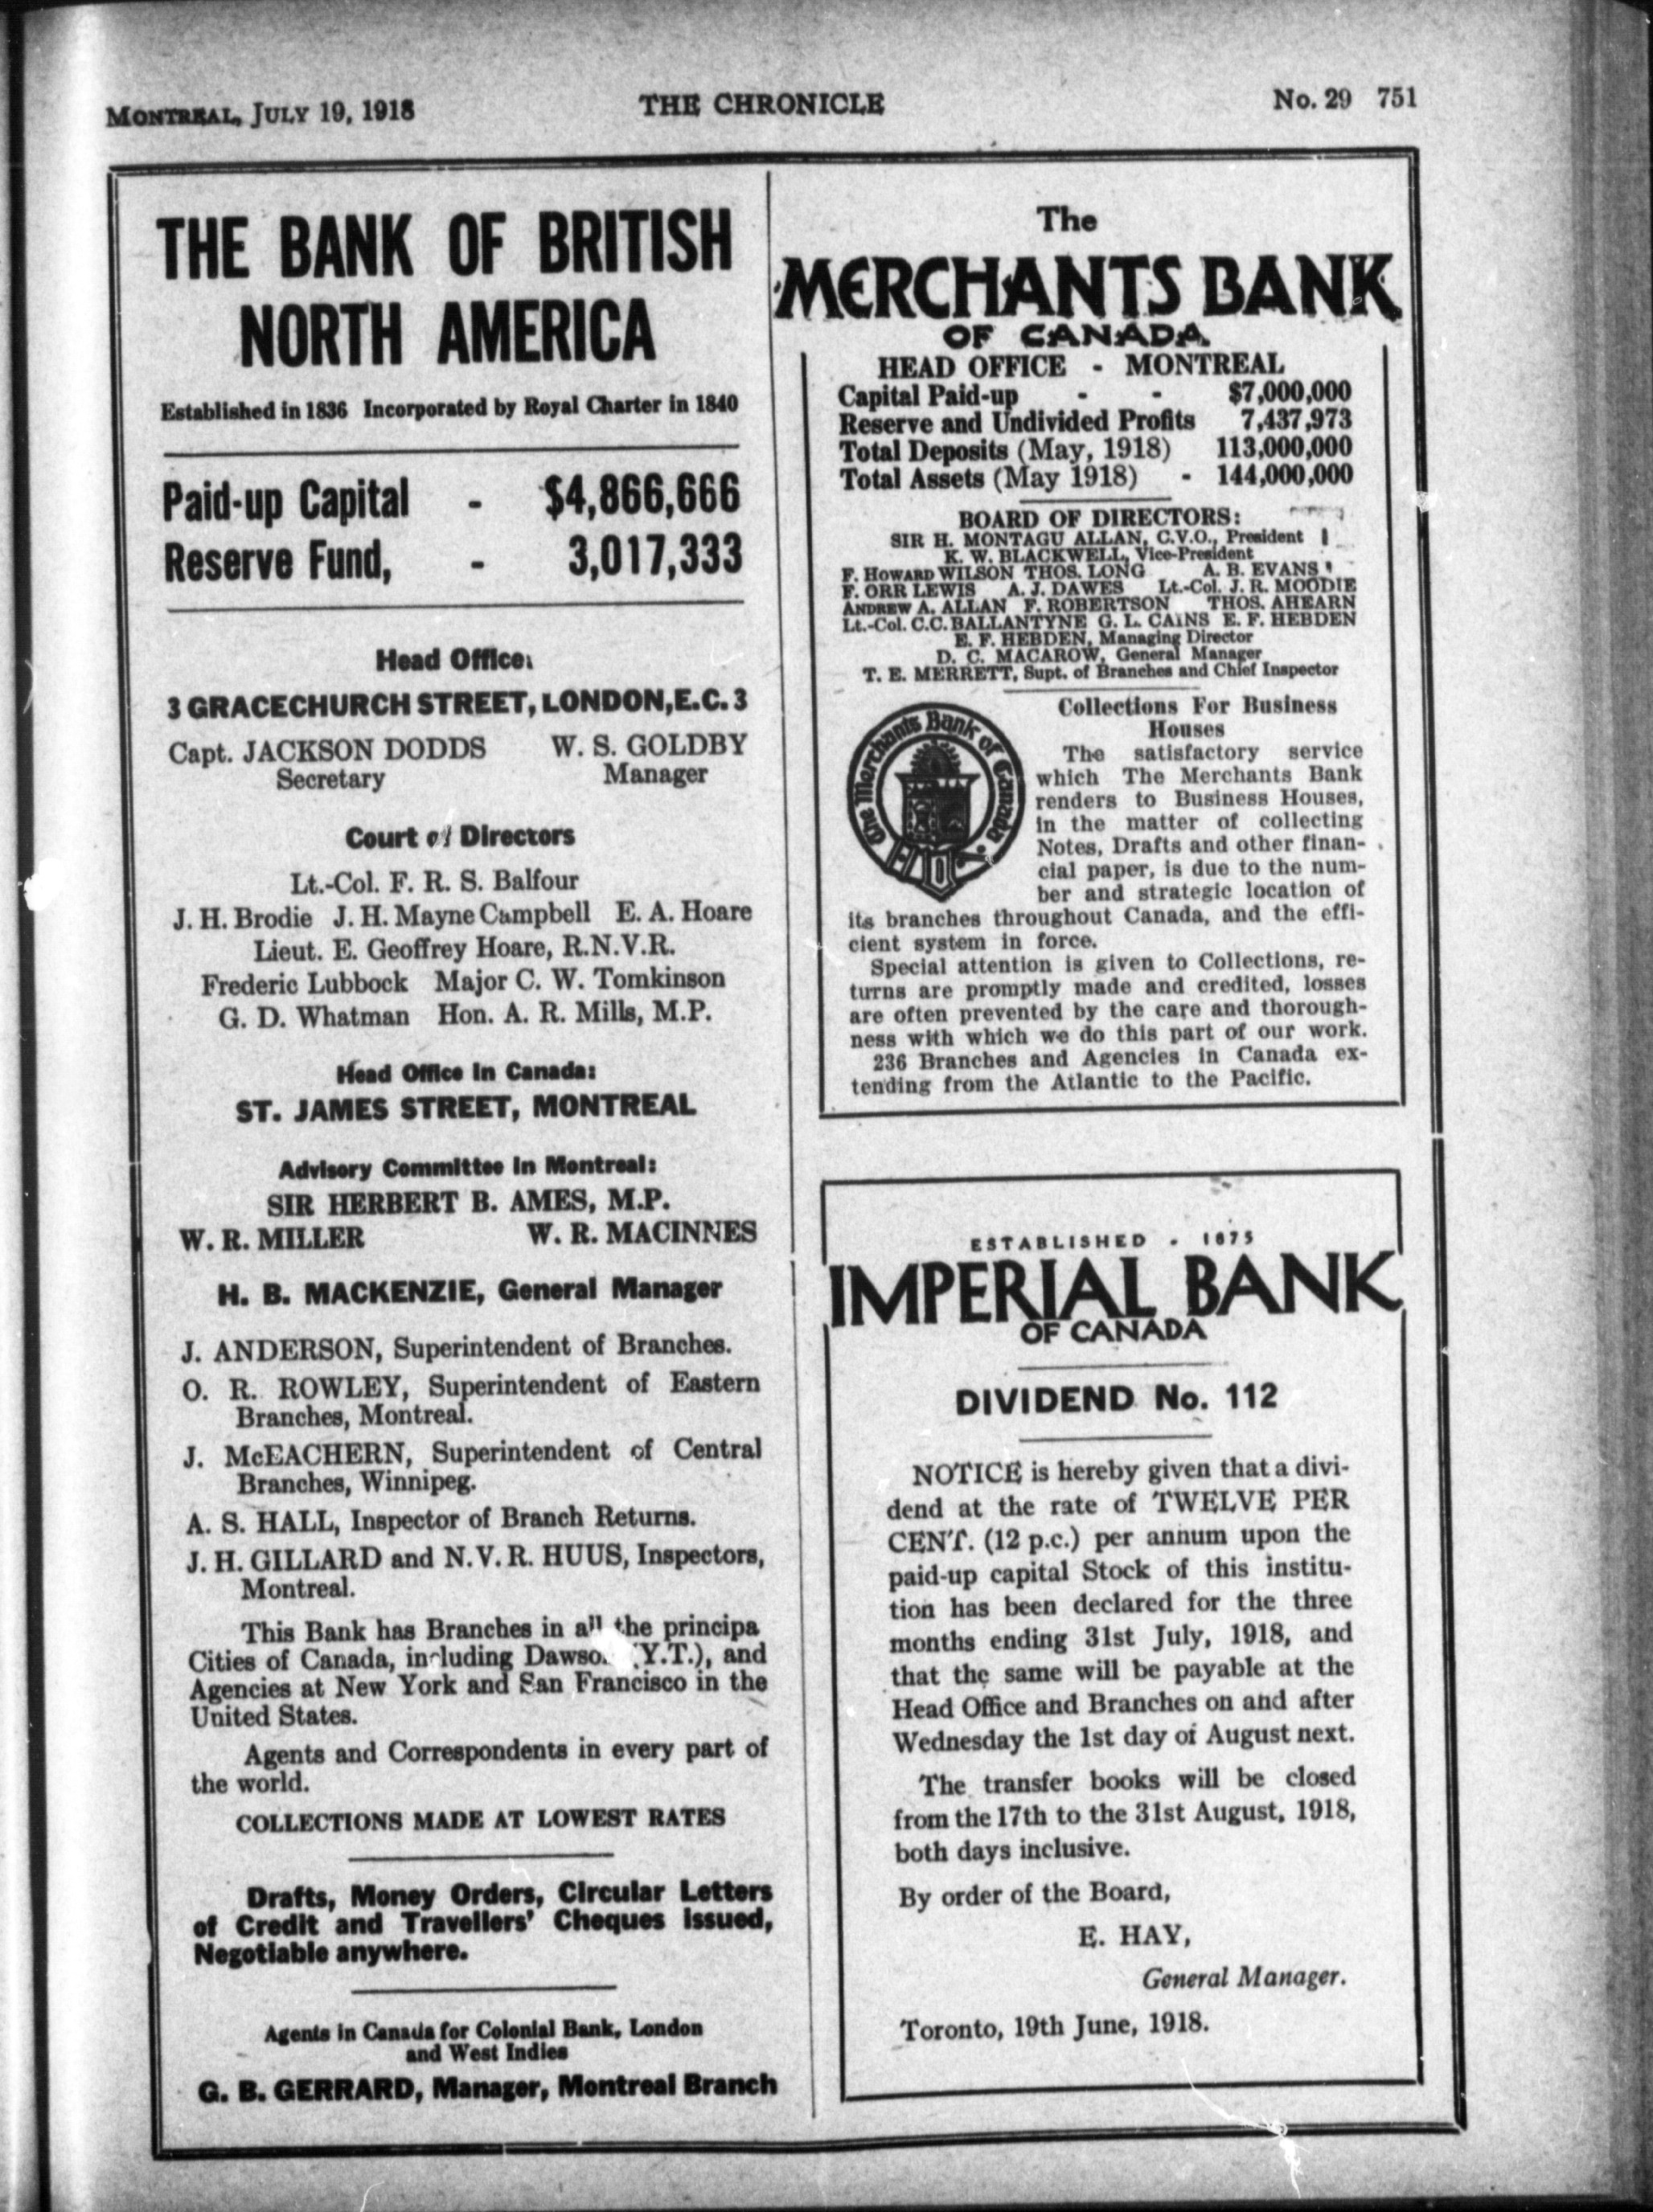 MONTREAL, JULY 19, 1918
THE CHRONICLE
No. 29 751
THE BANK OF BRITISH
NORTH AMERICA
Established in 1836 Incorporated by Royal Charter in 1840
Paid-up Capital - $4,866,666
Reserve Fund, - 3,017,333
Head Office:
3 GRACECHURCH STREET, LONDON, E.C. 3
Capt. JACKSON DODDS W. S. GOLDBY
Secretary Manager
Court of Directors
Lt.-Col. F. R. S. Balfour
J. H. Brodie J. H. Mayne Campbell E. A. Hoare
Lieut. E. Geoffrey Hoare, R.N.V.R.
Frederic Lubbock Major C. W. Tomkinson
G. D. Whatman Hon. A. R. Mills, M.P.
Head Office in Canada:
ST. JAMES STREET, MONTREAL
Advisory Committee in Montreal:
SIR HERBERT B. AMES, M.P.
W. R. MILLER W. R. MACINNES
H. B. MACKENZIE, General Manager
J. ANDERSON, Superintendent of Branches.
O. R. ROWLEY, Superintendent of Eastern
Branches, Montreal.
J. McEACHERN, Superintendent of Central
Branches, Winnipeg.
A. S. HALL, Inspector of Branch Returns.
J. H. GILLARD and N. V. R. HUUS, Inspectors,
Montreal.
This Bank has Branches in all the principa
Cities of Canada, including Dawson (Y.T.), and
Agencies at New York and San Francisco in the
United States.
Agents and Correspondents in every part of
the world.
COLLECTIONS MADE AT LOWEST RATES
Drafts, Money Orders, Circular Letters
of Credit and Travellers' Cheques issued,
Negotiable anywhere.
Agents in Canada for Colonial Bank, London
and West Indies
G. B. GERRARD, Manager, Montreal Branch
The
MERCHANTS BANK
OF CANADA
HEAD OFFICE - MONTREAL
Capital Paid-up - - $7,000,000
Reserve and Undivided Profits 7,437,973
Total Deposits (May, 1918) 113,000,000
Total Assets (May 1918) - 144,000,000
BOARD OF DIRECTORS:
SIR H. MONTAGU ALLAN, C.V.O., President
K. W. BLACKWELL, Vice-President
F. HOWARD WILSON THOS. LONG A. B. EVANS
F. ORR LEWIS A. J. DAWES Lt.-Col. J. R. MOODIE
ANDREW A. ALLAN F. ROBERTSON THOS. AHEARN
Lt.-Col. C. C. BALLANTYNE G. L. CAINS E. F. HEBDEN
E. F. HEBDEN, Managing Director
D. C. MACAROW, General Manager
T. E. MERRETT, Supt. of Branches and Chief Inspector
The Merchants Bank of Canada
Collections For Business
Houses
The satisfactory service
which The Merchants Bank
renders to Business Houses,
in the matter of collecting
Notes, Drafts and other finan-
cial paper, is due to the num-
ber and strategic location of
its branches throughout Canada, and the effi-
cient system in force.
Special attention is given to Collections, re-
turns are promptly made and credited, losses
are often prevented by the care and thorough-
ness with which we do this part of our work.
236 Branches and Agencies in Canada ex-
tending from the Atlantic to the Pacific.
ESTABLISHED - 1875
IMPERIAL BANK
OF CANADA
DIVIDEND No. 112
NOTICE is hereby given that a divi-
dend at the rate of TWELVE PER
CENT. (12 p.c.) per annum upon the
paid-up capital Stock of this institu-
tion has been declared for the three
months ending 31st July, 1918, and
that the same will be payable at the
Head Office and Branches on and after
Wednesday the 1st day of August next.
The transfer books will be closed
from the 17th to the 31st August, 1918,
both days inclusive.
By order of the Board,
E. HAY,
General Manager.
Toronto, 19th June, 1918.